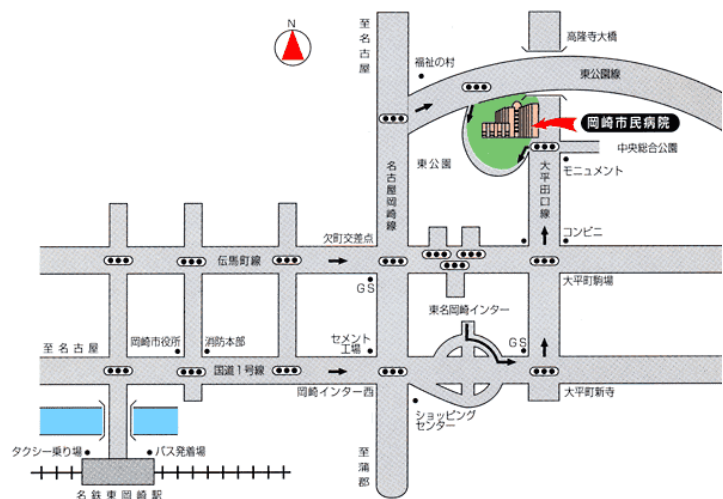 N
至名古屋
高隆寺大橋
福祉の村
東公園線
岡崎市民病院
中央総合公園
東公園
モニュメント
名古屋岡崎線
大平田口線
欠町交差点
コンビニ
伝馬町線
GS
大平町駒場
東名岡崎インター
岡崎市役所
消防本部
セメント
工場
GS
至名古屋
国道1号線
岡崎インター西
大平町新寺
ショッピング
センター
タクシー乗り場
バス発着場
至蒲郡
名鉄東岡崎駅